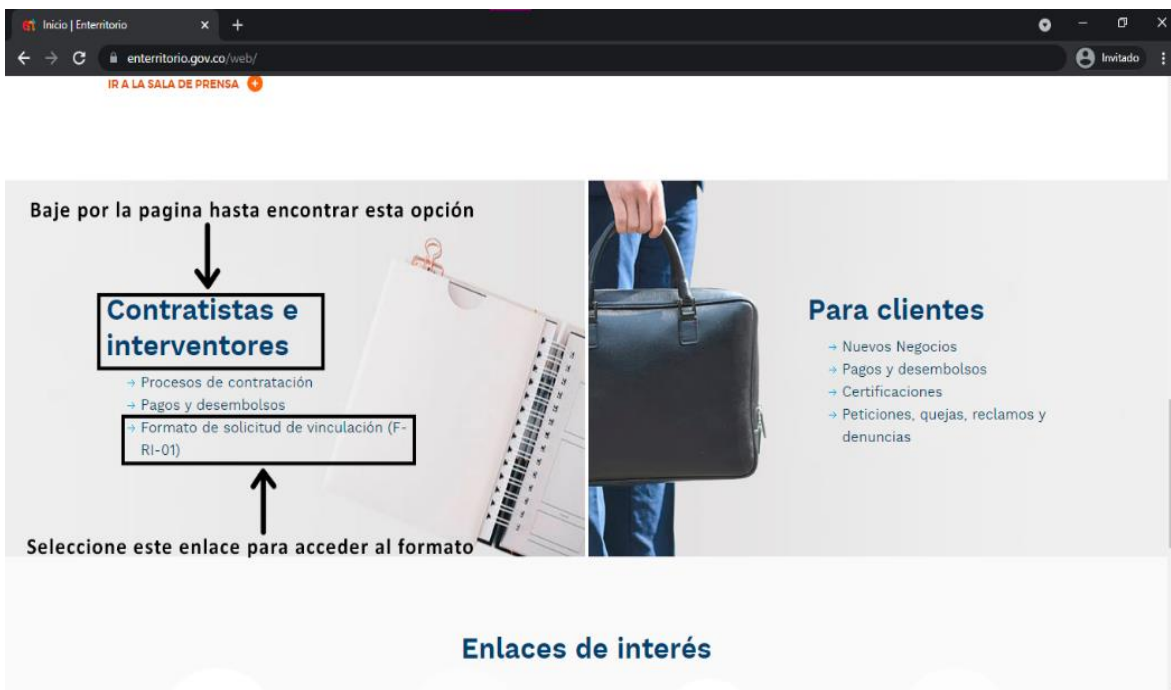 Inicio | Enterritorio
enterritorio.gov.co/web/
Invitado
IR A LA SALA DE PRENSA
Baje por la pagina hasta encontrar esta opción
Contratistas e
interventores
Procesos de contratación
Pagos y desembolsos
Formato de solicitud de vinculación (F-
RI-01)
Seleccione este enlace para acceder al formato
Para clientes
Nuevos Negocios
Pagos y desembolsos
Certificaciones
Peticiones, quejas, reclamos y
denuncias
Enlaces de interés